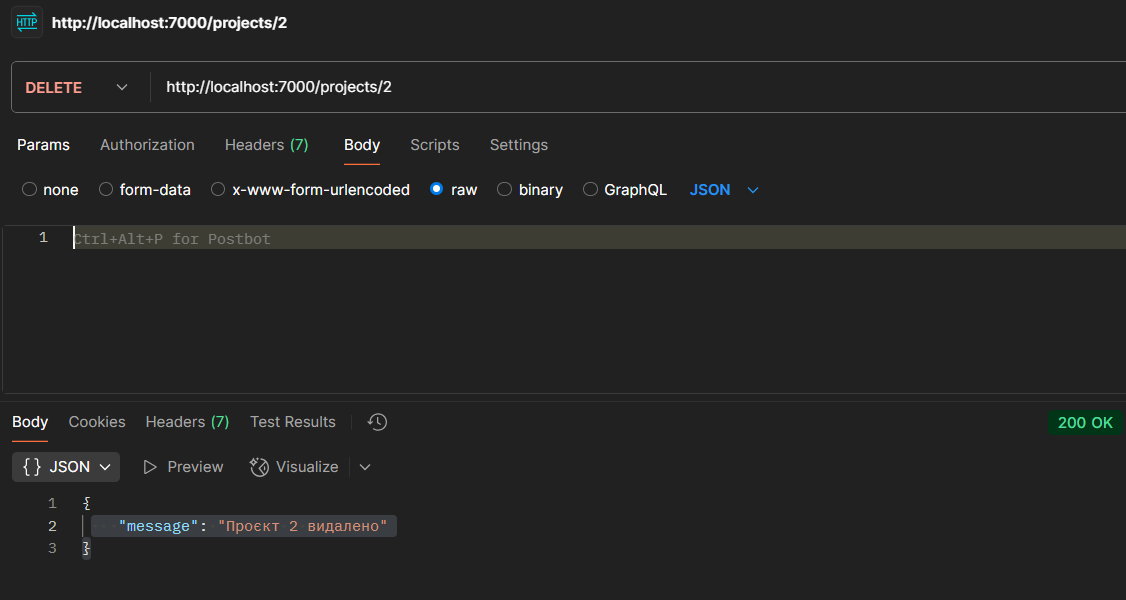 HTTP http://localhost:7000/projects/2
DELETE http://localhost:7000/projects/2
Params Authorization Headers (7) Body Scripts Settings
none form-data x-www-form-urlencoded raw binary GraphQL JSON
1 Ctrl+Alt+P for Postbot
Body Cookies Headers (7) Test Results 200 OK
{} JSON Preview Visualize
1 {
2 "message": "Проєкт 2 видалено"
3 }